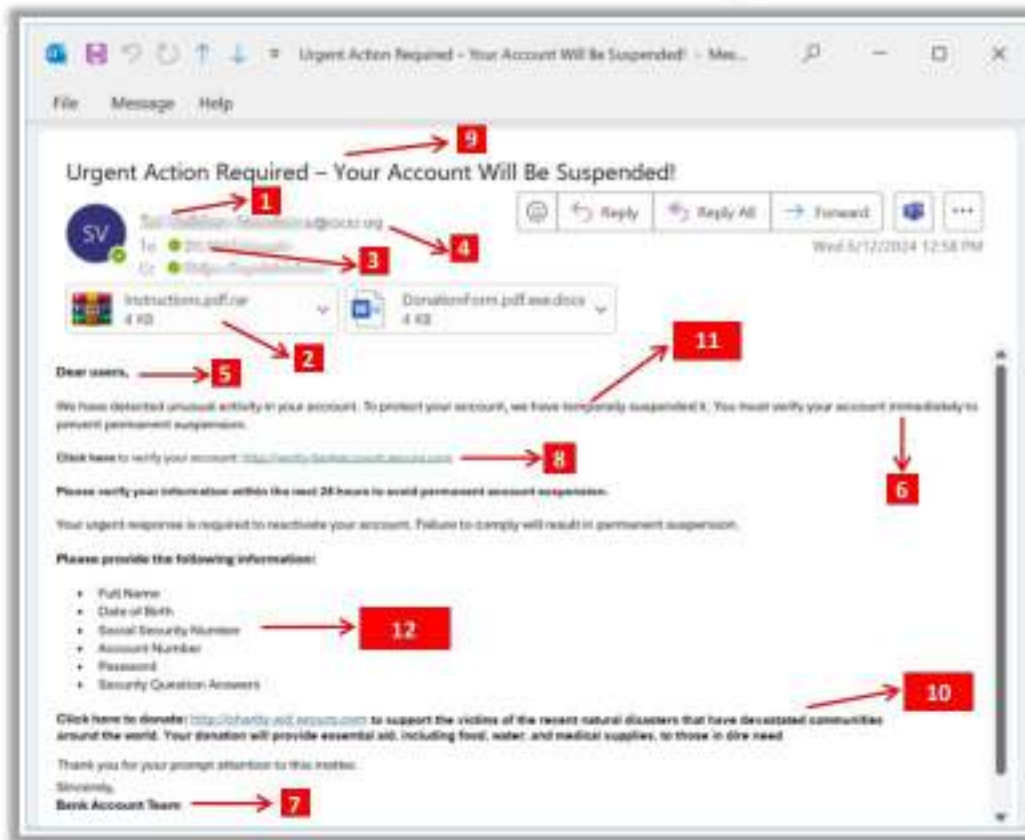 Urgent Action Required – Your Account Will Be Suspended! - Mes...
File Message Help
9
Urgent Action Required – Your Account Will Be Suspended!
1
SV
Reply Reply All Forward ...
To
3
4
Cc
Wed 6/12/2024 12:58 PM
Instructions.pdf.rar
4 KB
DonationForm.pdf.exe.docx
4 KB
2
11
Dear users,
5
We have detected unusual activity in your account. To protect your account, we have suspended it. You must verify your account immediately to
prevent permanent suspension.
Click here to verify your account:
8
6
Please verify your information within the next 24 hours to avoid permanent account suspension.
Your urgent response is required to reactivate your account. Failure to comply will result in permanent suspension.
Please provide the following information:
• Full Name
• Date of Birth
• Social Security Number
12
• Account Number
• Password
• Security Question Answers
10
Click here to donate: to support the victims of the recent natural disasters that have devastated communities
around the world. Your donation will provide essential aid, including food, water, and medical supplies, to those in dire need
Thank you for your prompt attention to this matter.
Sincerely,
Bank Account Team
7